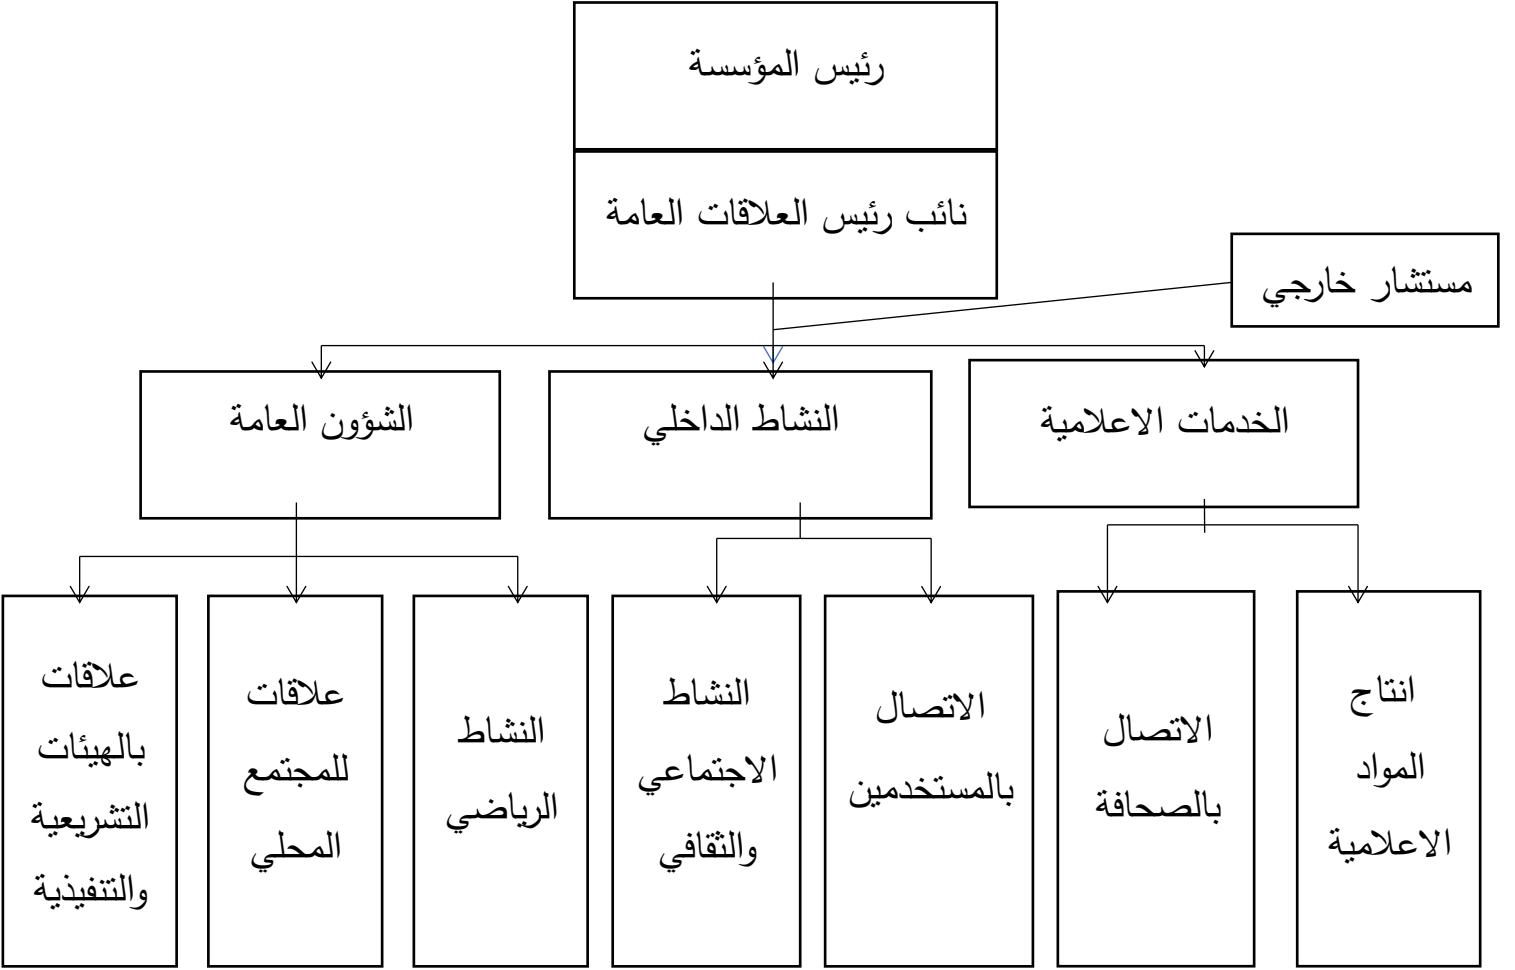 رئيس المؤسسة
نائب رئيس العلاقات العامة
مستشار خارجي
الخدمات الاعلامية
النشاط الداخلي
الشؤون العامة
انتاج
المواد
الاعلامية
الاتصال
بالصحافة
الاتصال
بالمستخدمين
النشاط
الاجتماعي
والثقافي
النشاط
الرياضي
علاقات
للمجتمع
المحلي
علاقات
بالهيئات
التشريعية
والتنفيذية